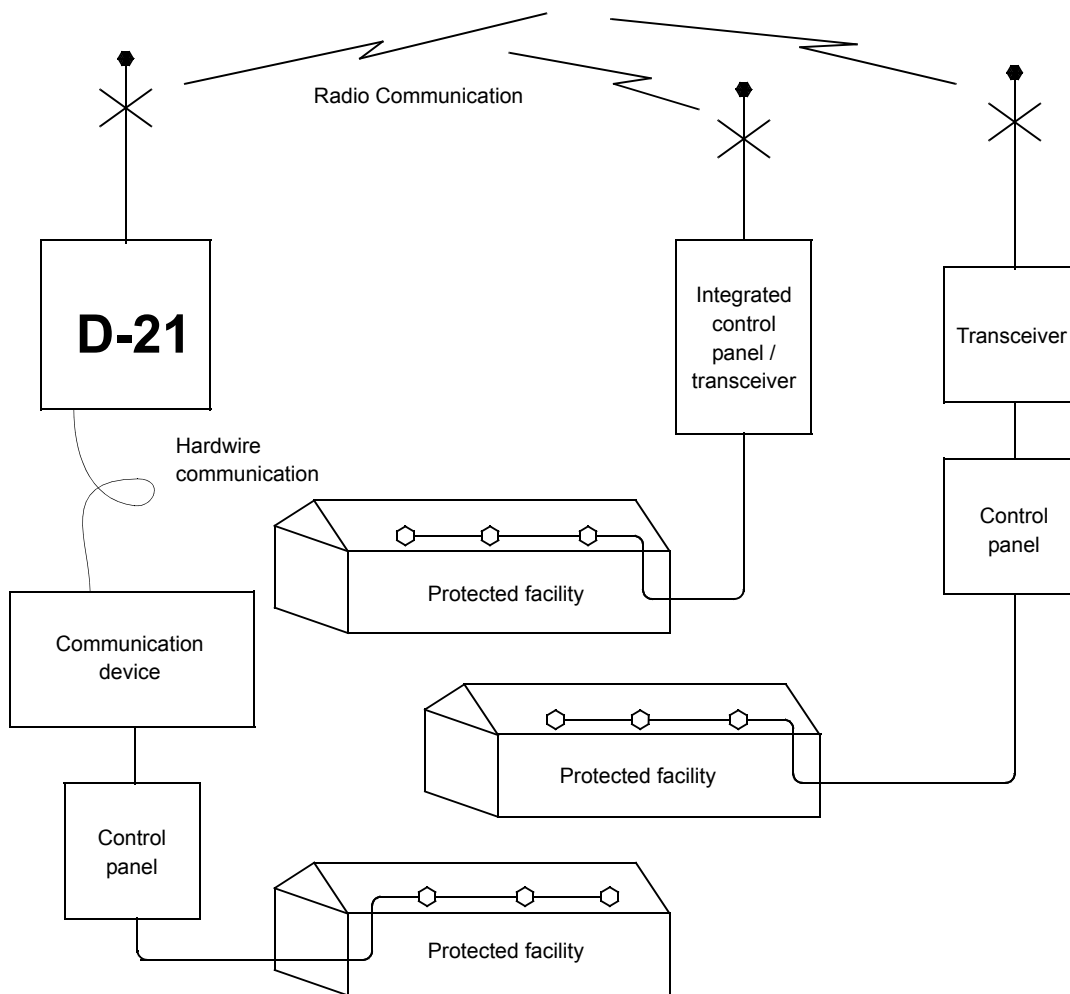 Radio Communication
D-21
Integrated
control
panel /
transceiver
Transceiver
Hardwire
communication
Control
panel
Protected facility
Communication
device
Protected facility
Control
panel
Protected facility